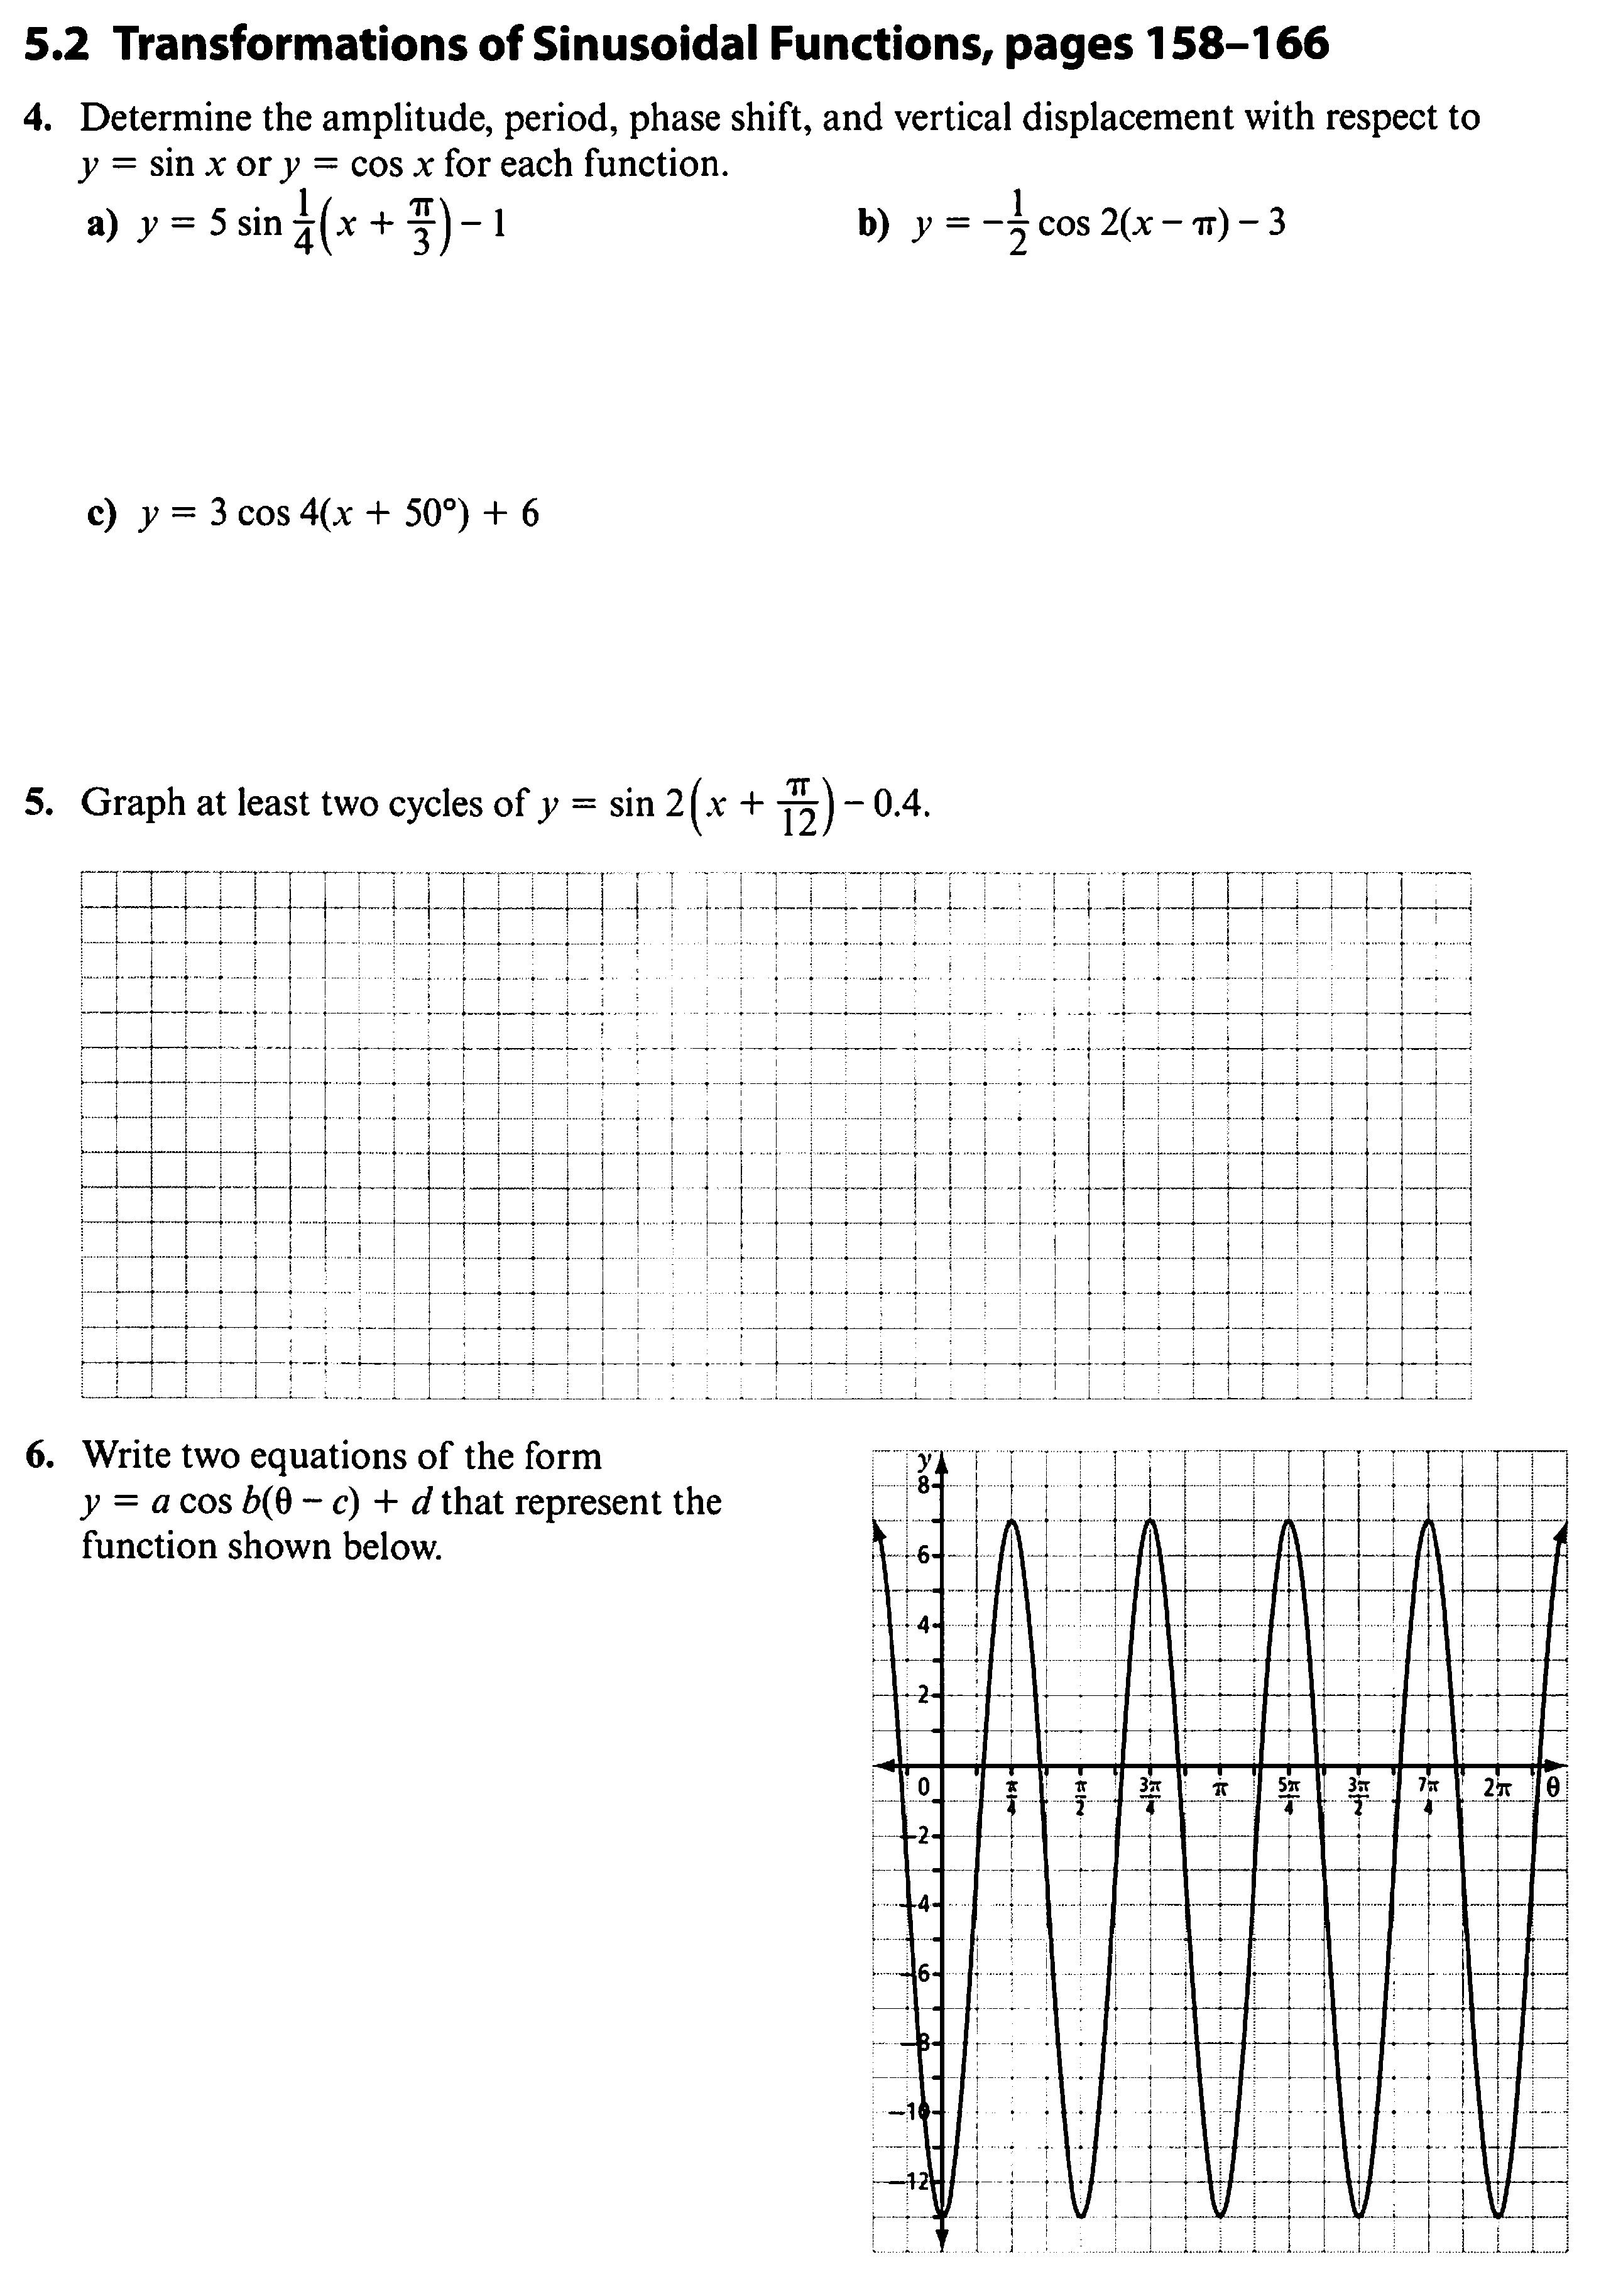 5.2 Transformations of Sinusoidal Functions, pages 158–166
4. Determine the amplitude, period, phase shift, and vertical displacement with respect to
y = sin x or y = cos x for each function.
a) y = 5 sin 1/4(x + π/3) − 1
b) y = −1/2 cos 2(x − π) − 3
c) y = 3 cos 4(x + 50°) + 6
5. Graph at least two cycles of y = sin 2(x + π/12) − 0.4.
6. Write two equations of the form
y = a cos b(θ − c) + d that represent the
function shown below.
y
8
6
4
2
0 π/4 π/2 3π/4 π 5π/4 3π/2 7π/4 2π θ
−2
−4
−6
−8
−10
−12